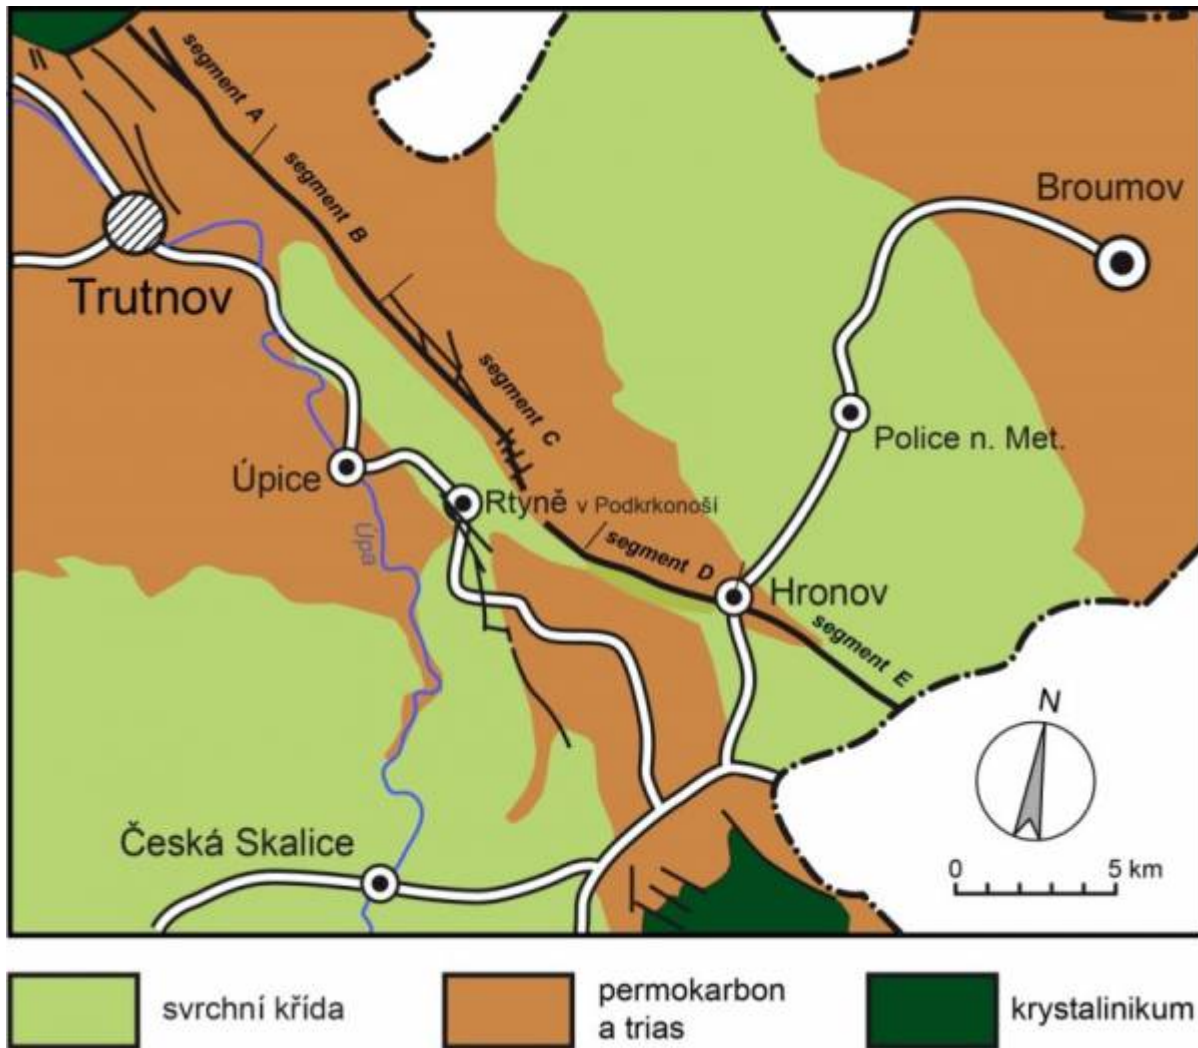 segment A
segment B
Broumov
Trutnov
segment C
Police n. Met.
Úpice
Rtyně v Podkrkonoší
Úpa
segment D
Hronov
segment E
N
Česká Skalice
0 5 km
svrchní křída
permokarbon
a trias
krystalinikum